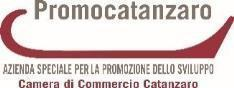 Promocatanzaro
AZIENDA SPECIALE PER LA PROMOZIONE DELLO SVILUPPO
Camera di Commercio Catanzaro